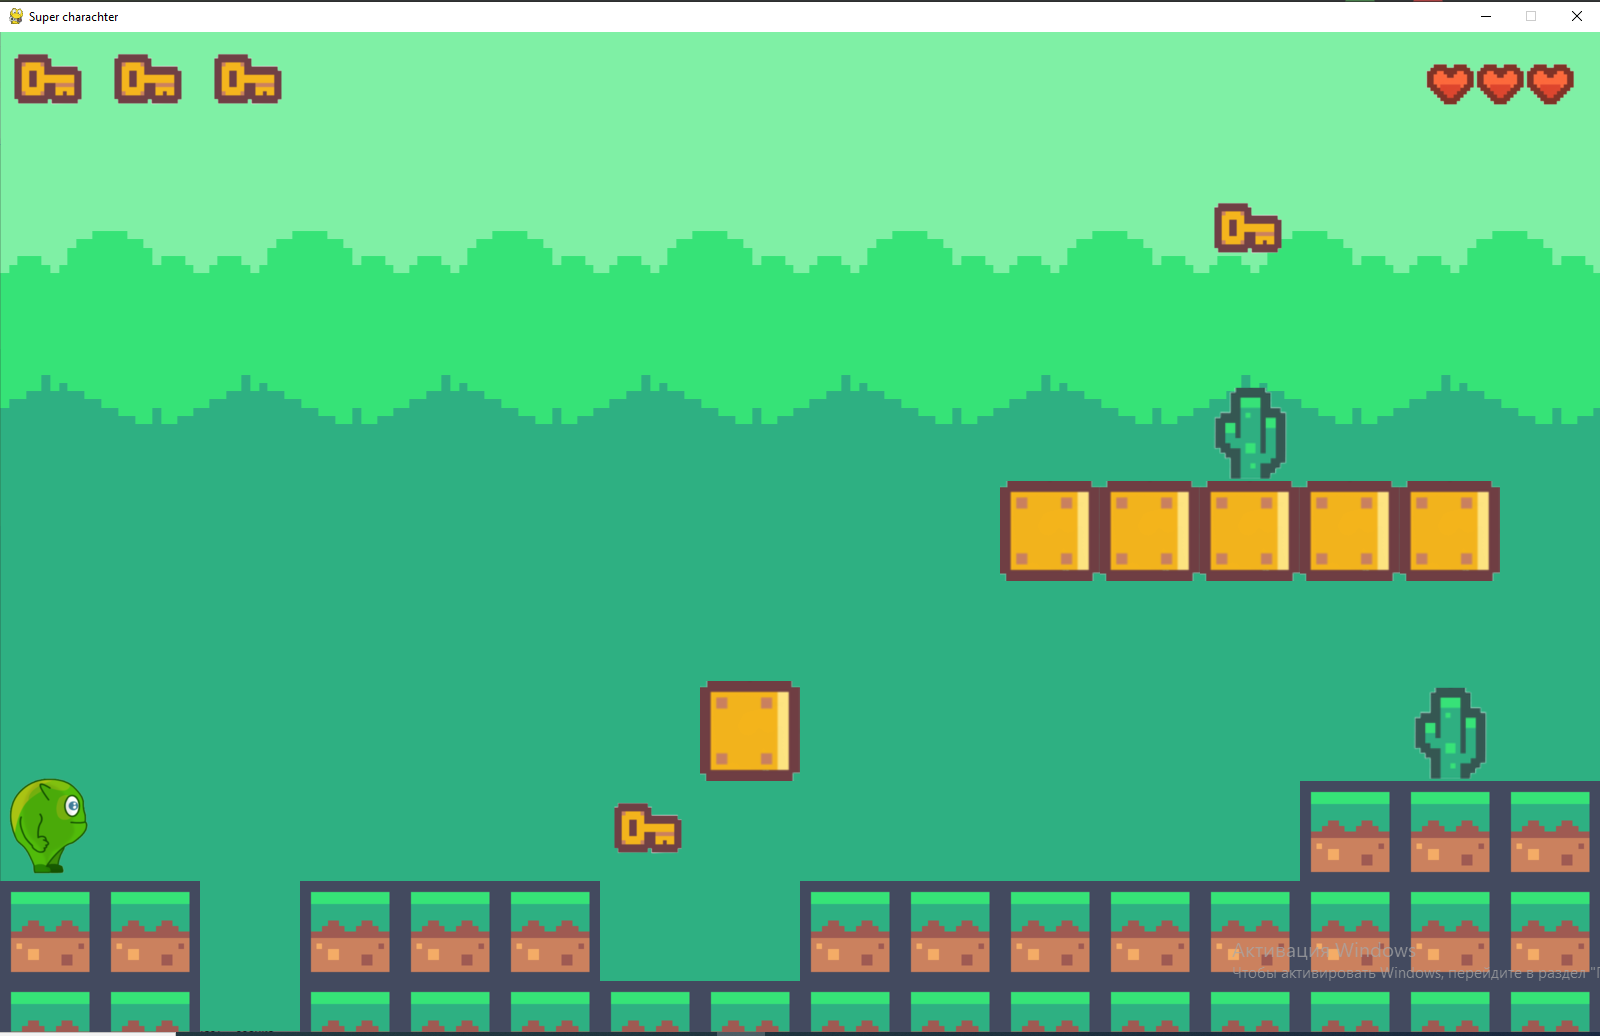 Super charachter
Активация Windows
Чтобы активировать Windows, перейдите в раздел "П